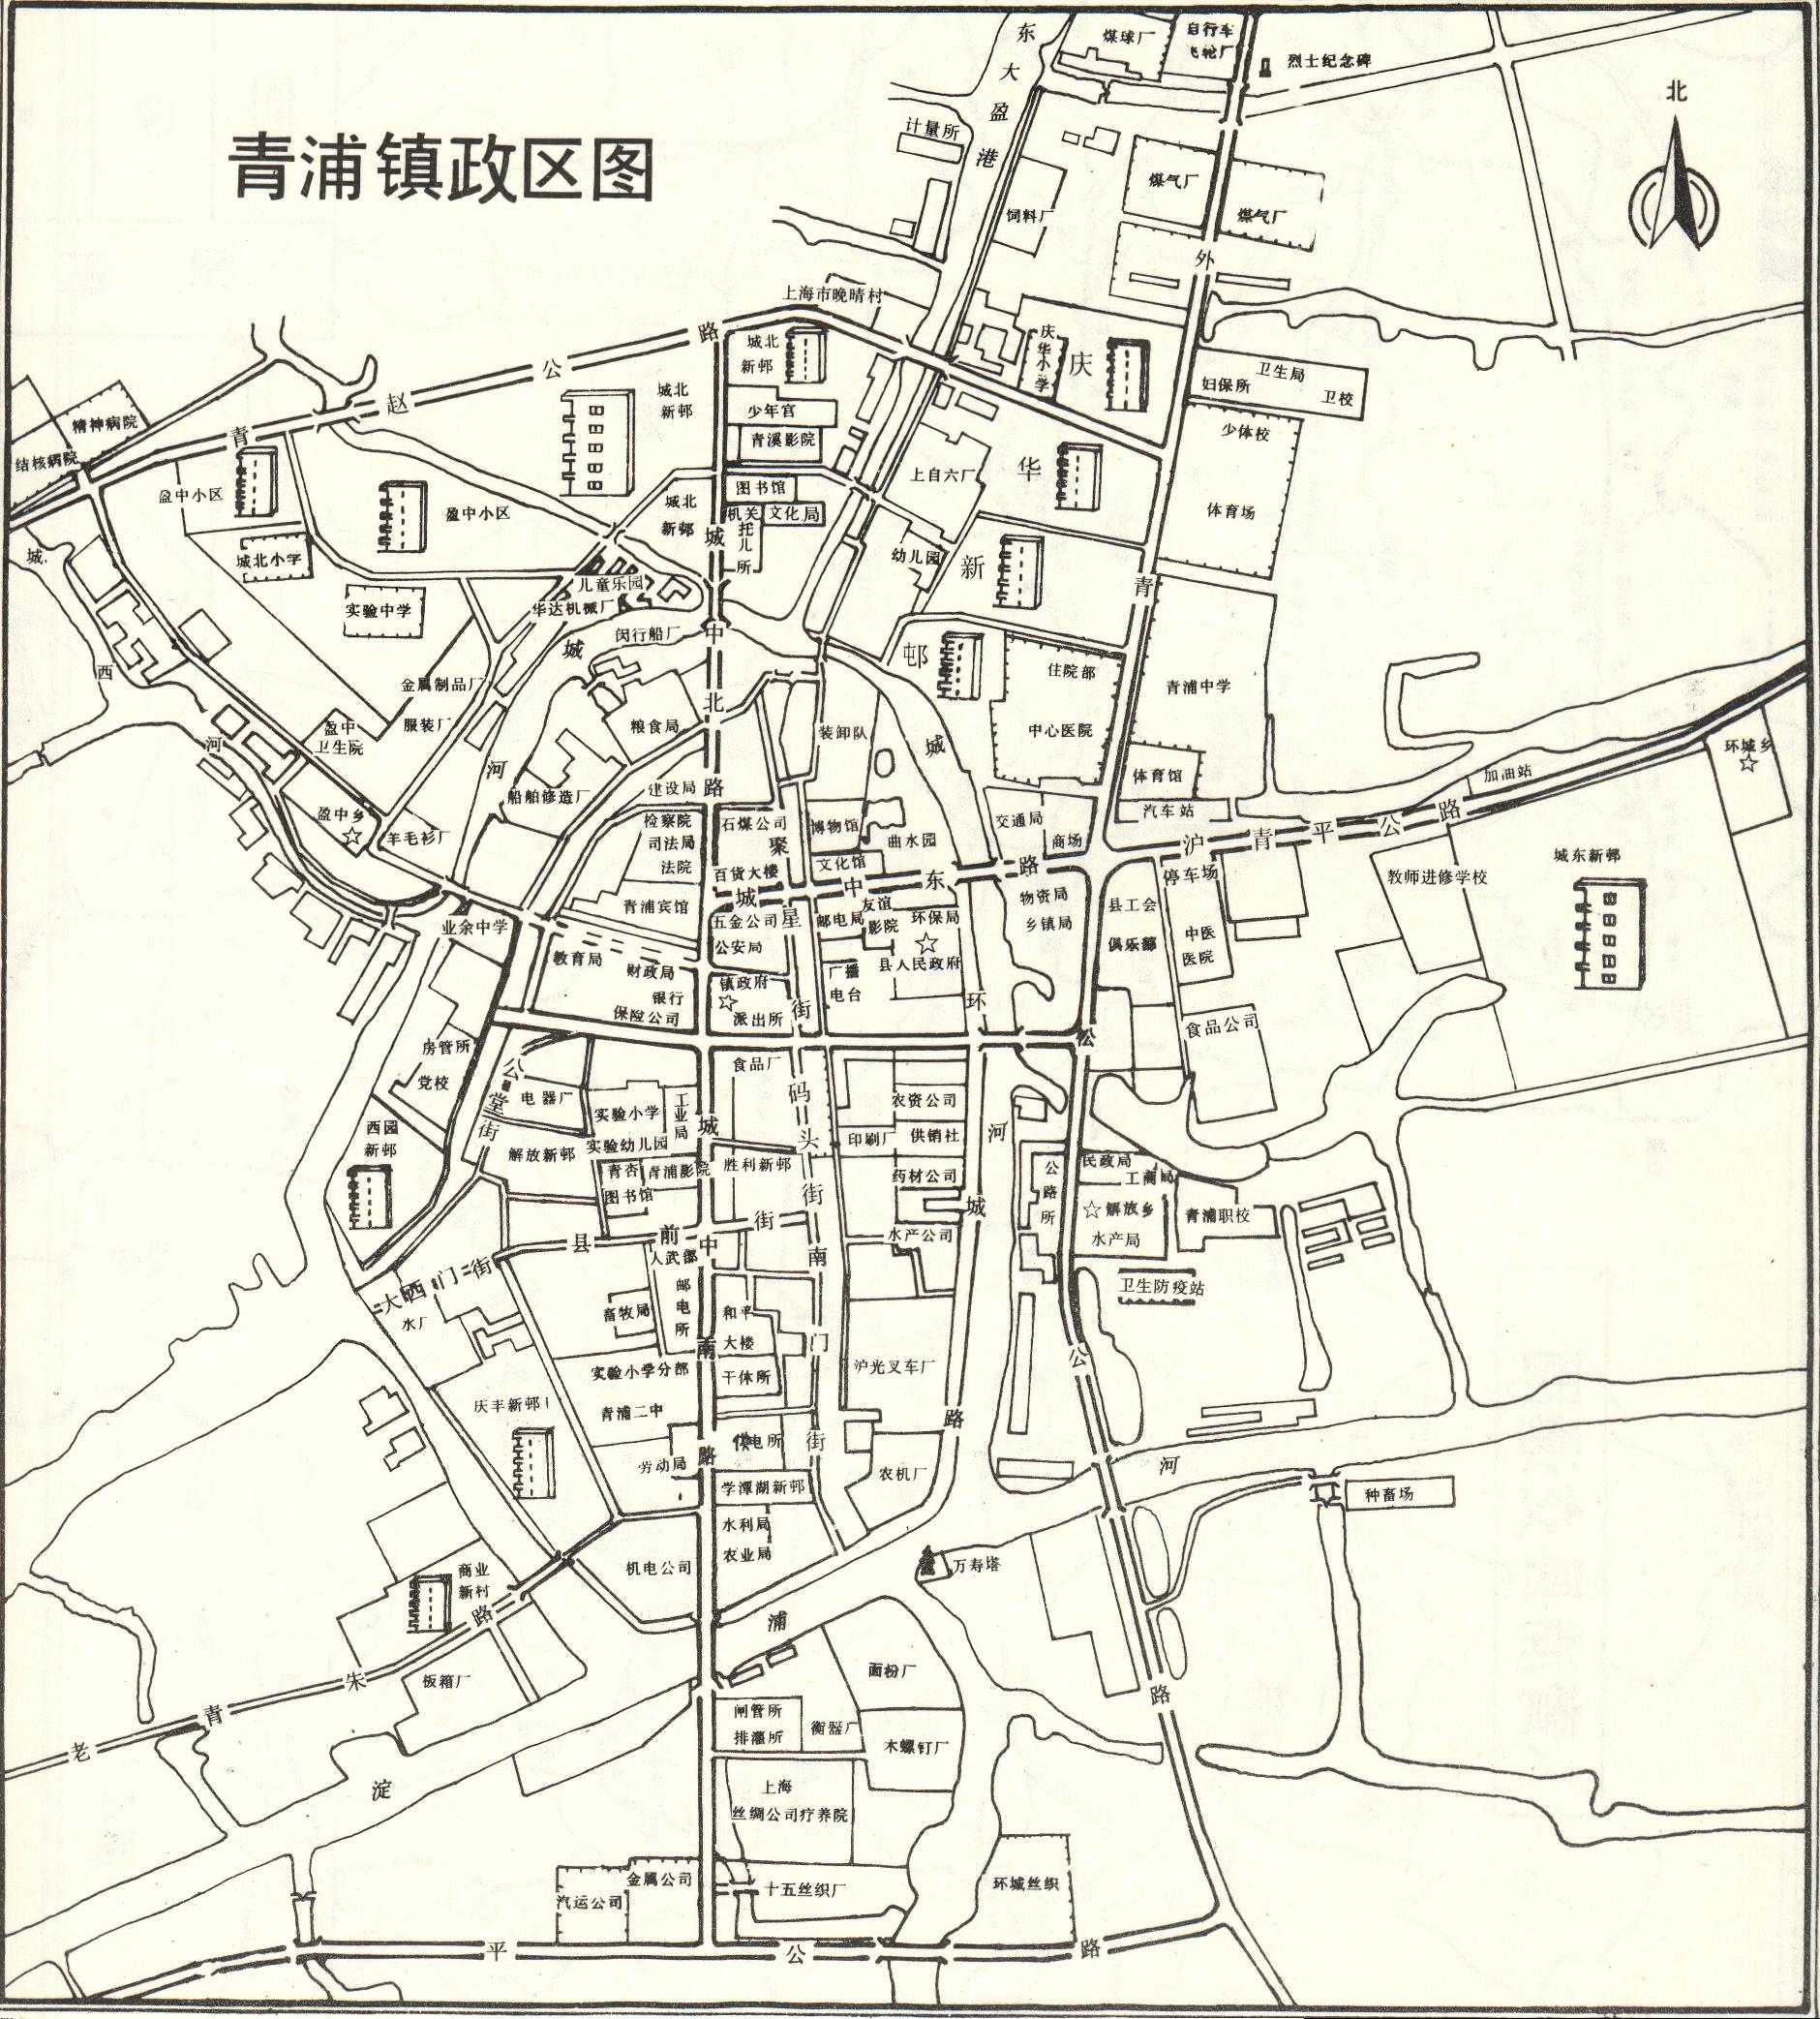 青浦镇政区图
北
东大盈港
煤球厂
自行车
飞轮厂
烈士纪念碑
计量所
饲料厂
煤气厂
煤气厂
外青公路
上海市晚晴村
青赵公路
城北
新邨
少年宫
青溪影院
城北
新邨
庆华小学
庆华新邨
妇保所
卫生局
卫校
少体校
体育场
精神病院
结核病院
盈中小区
盈中小区
城北小学
实验中学
城北
新邨
图书馆
机关
托儿所
文化局
上自六厂
幼儿园
儿童乐园
华达机械厂
闵行船厂
城中北路
城西河
城河
金属制品厂
服装厂
盈中
卫生院
粮食局
船舶修造厂
建设局
装卸队
住院部
中心医院
青浦中学
体育馆
汽车站
加油站
环城乡
盈中乡
羊毛衫厂
检察院
司法局
法院
石煤公司
聚星街
博物馆
曲水园
交通局
商场
沪青平公路
百货大楼
文化馆
城中东路
停车场
教师进修学校
城东新邨
青浦宾馆
五金公司
邮电局
友谊
影院
环保局
物资局
乡镇局
县工会
俱乐部
中医
医院
业余中学
教育局
财政局
公安局
县人民政府
广播
电台
银行
保险公司
镇政府
派出所
环城河
食品公司
房管所
党校
公堂街
电器厂
实验小学
工业局
食品厂
码头街
农资公司
印刷厂
供销社
西园
新邨
解放新邨
实验幼儿园
青杏
图书馆
青浦影院
胜利新邨
药材公司
公路所
民政局
工商局
解放乡
水产局
青浦职校
县前街
水产公司
大西门街
人武部
城中南路
南门街
卫生防疫站
水厂
畜牧局
邮电所
和平
大楼
沪光叉车厂
实验小学分部
干休所
庆丰新邨
青浦二中
供电所
环城路
劳动局
学潭湖新邨
农机厂
种畜场
水利局
农业局
机电公司
万寿塔
商业
新村
老青朱路
淀浦河
板箱厂
面粉厂
闸管所
排灌所
衡器厂
木螺钉厂
上海
丝绸公司疗养院
金属公司
汽运公司
十五丝织厂
环城丝织
平公路